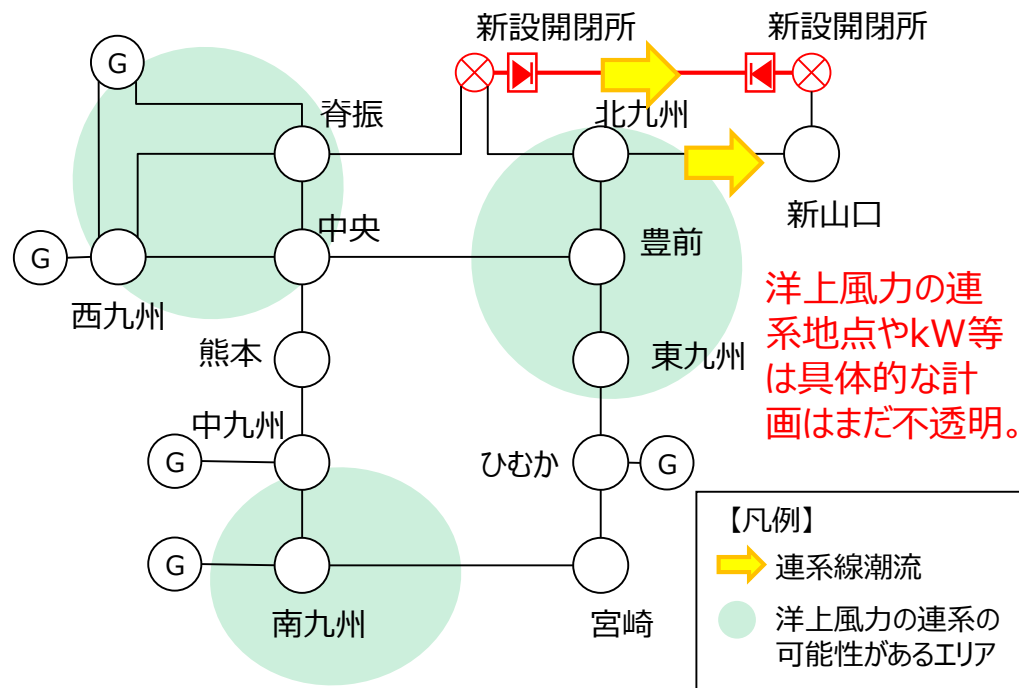 新設開閉所
新設開閉所
G
脊振
北九州
新山口
中央
豊前
G
西九州
熊本
東九州
洋上風力の連
系地点やkW等
は具体的な計
画はまだ不透明。
中九州
G
ひむか
G
G
南九州
宮崎
【凡例】
連系線潮流
洋上風力の連系の
可能性があるエリア